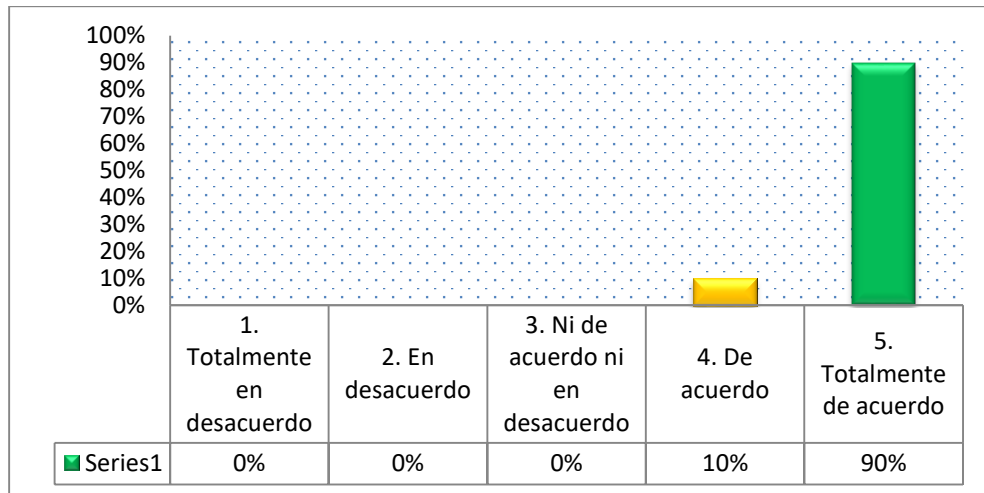 100%
90%
80%
70%
60%
50%
40%
30%
20%
10%
0%
1.
Totalmente
en
desacuerdo
2. En
desacuerdo
3. Ni de
acuerdo ni
en
desacuerdo
4. De
acuerdo
5.
Totalmente
de acuerdo
Series1 0% 0% 0% 10% 90%